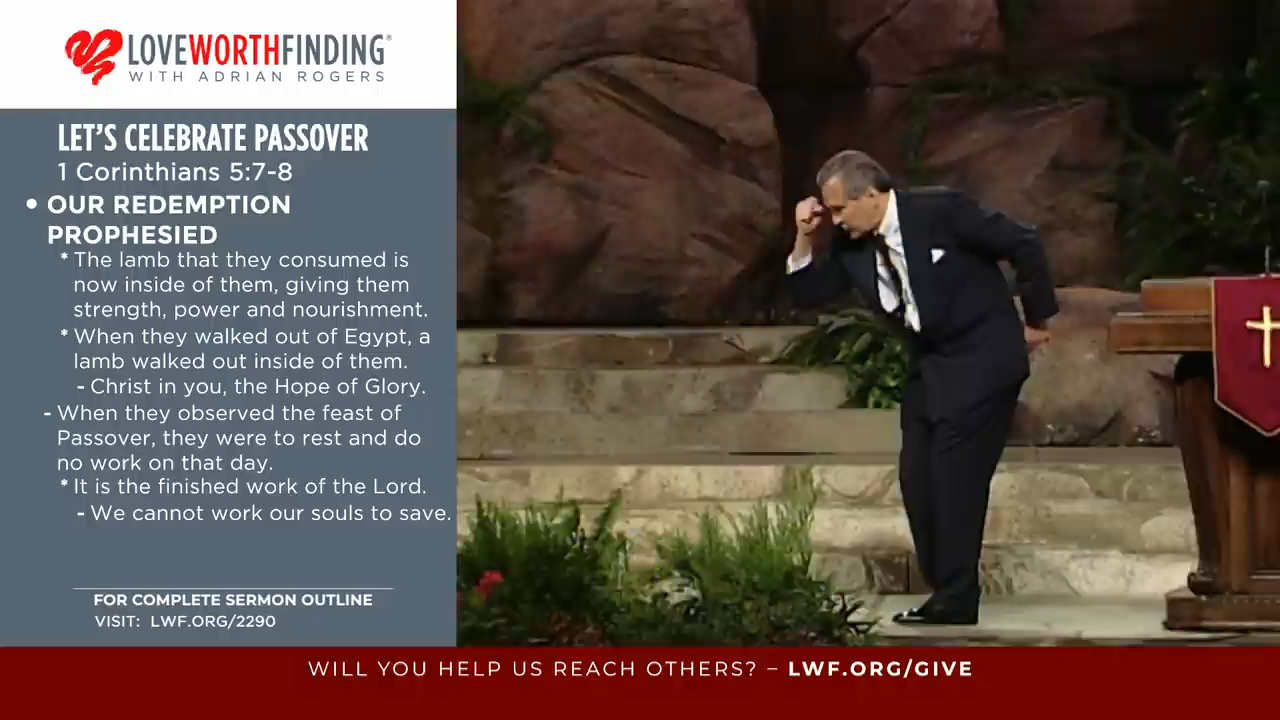 LOVEWORTHFINDING®
WITH ADRIAN ROGERS
LET'S CELEBRATE PASSOVER
1 Corinthians 5:7-8
• OUR REDEMPTION
PROPHESIED
* The lamb that they consumed is
now inside of them, giving them
strength, power and nourishment.
* When they walked out of Egypt, a
lamb walked out inside of them.
- Christ in you, the Hope of Glory.
- When they observed the feast of
Passover, they were to rest and do
no work on that day.
* It is the finished work of the Lord.
- We cannot work our souls to save.
FOR COMPLETE SERMON OUTLINE
VISIT: LWF.ORG/2290
WILL YOU HELP US REACH OTHERS? – LWF.ORG/GIVE